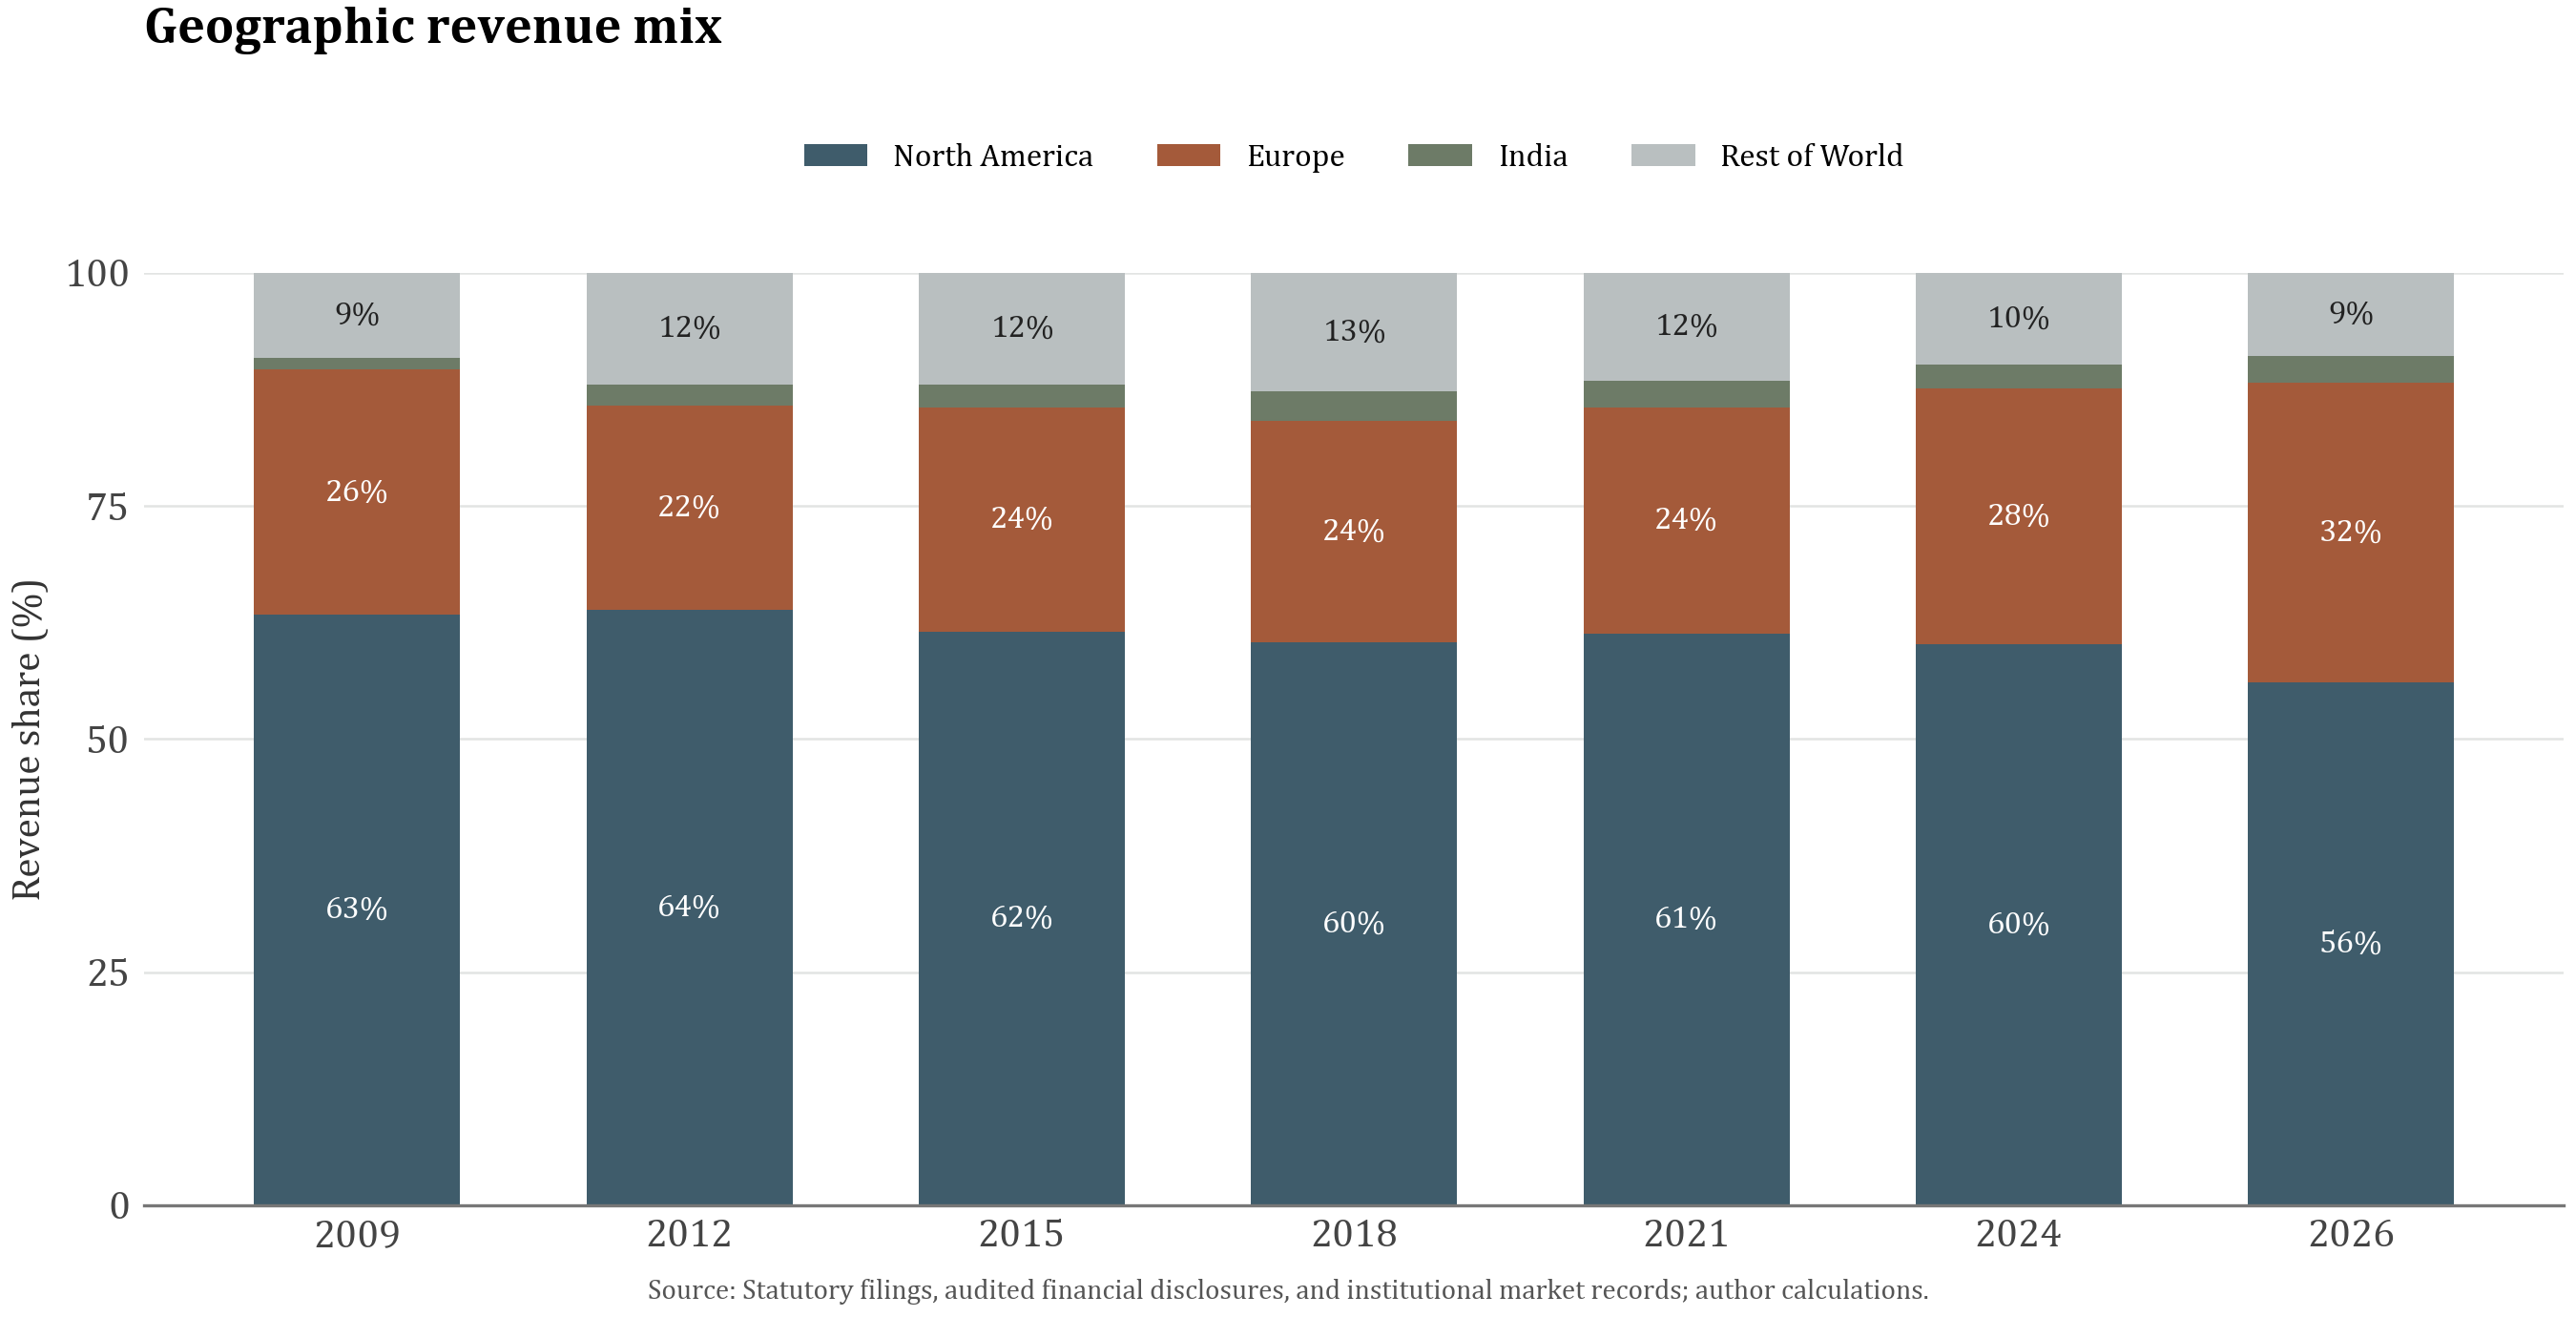 Geographic revenue mix
North America Europe India Rest of World
100
75
50
25
0
Revenue share (%)
9% 12% 12% 13% 12% 10% 9%
26% 22% 24% 24% 24% 28% 32%
63% 64% 62% 60% 61% 60% 56%
2009 2012 2015 2018 2021 2024 2026
Source: Statutory filings, audited financial disclosures, and institutional market records; author calculations.